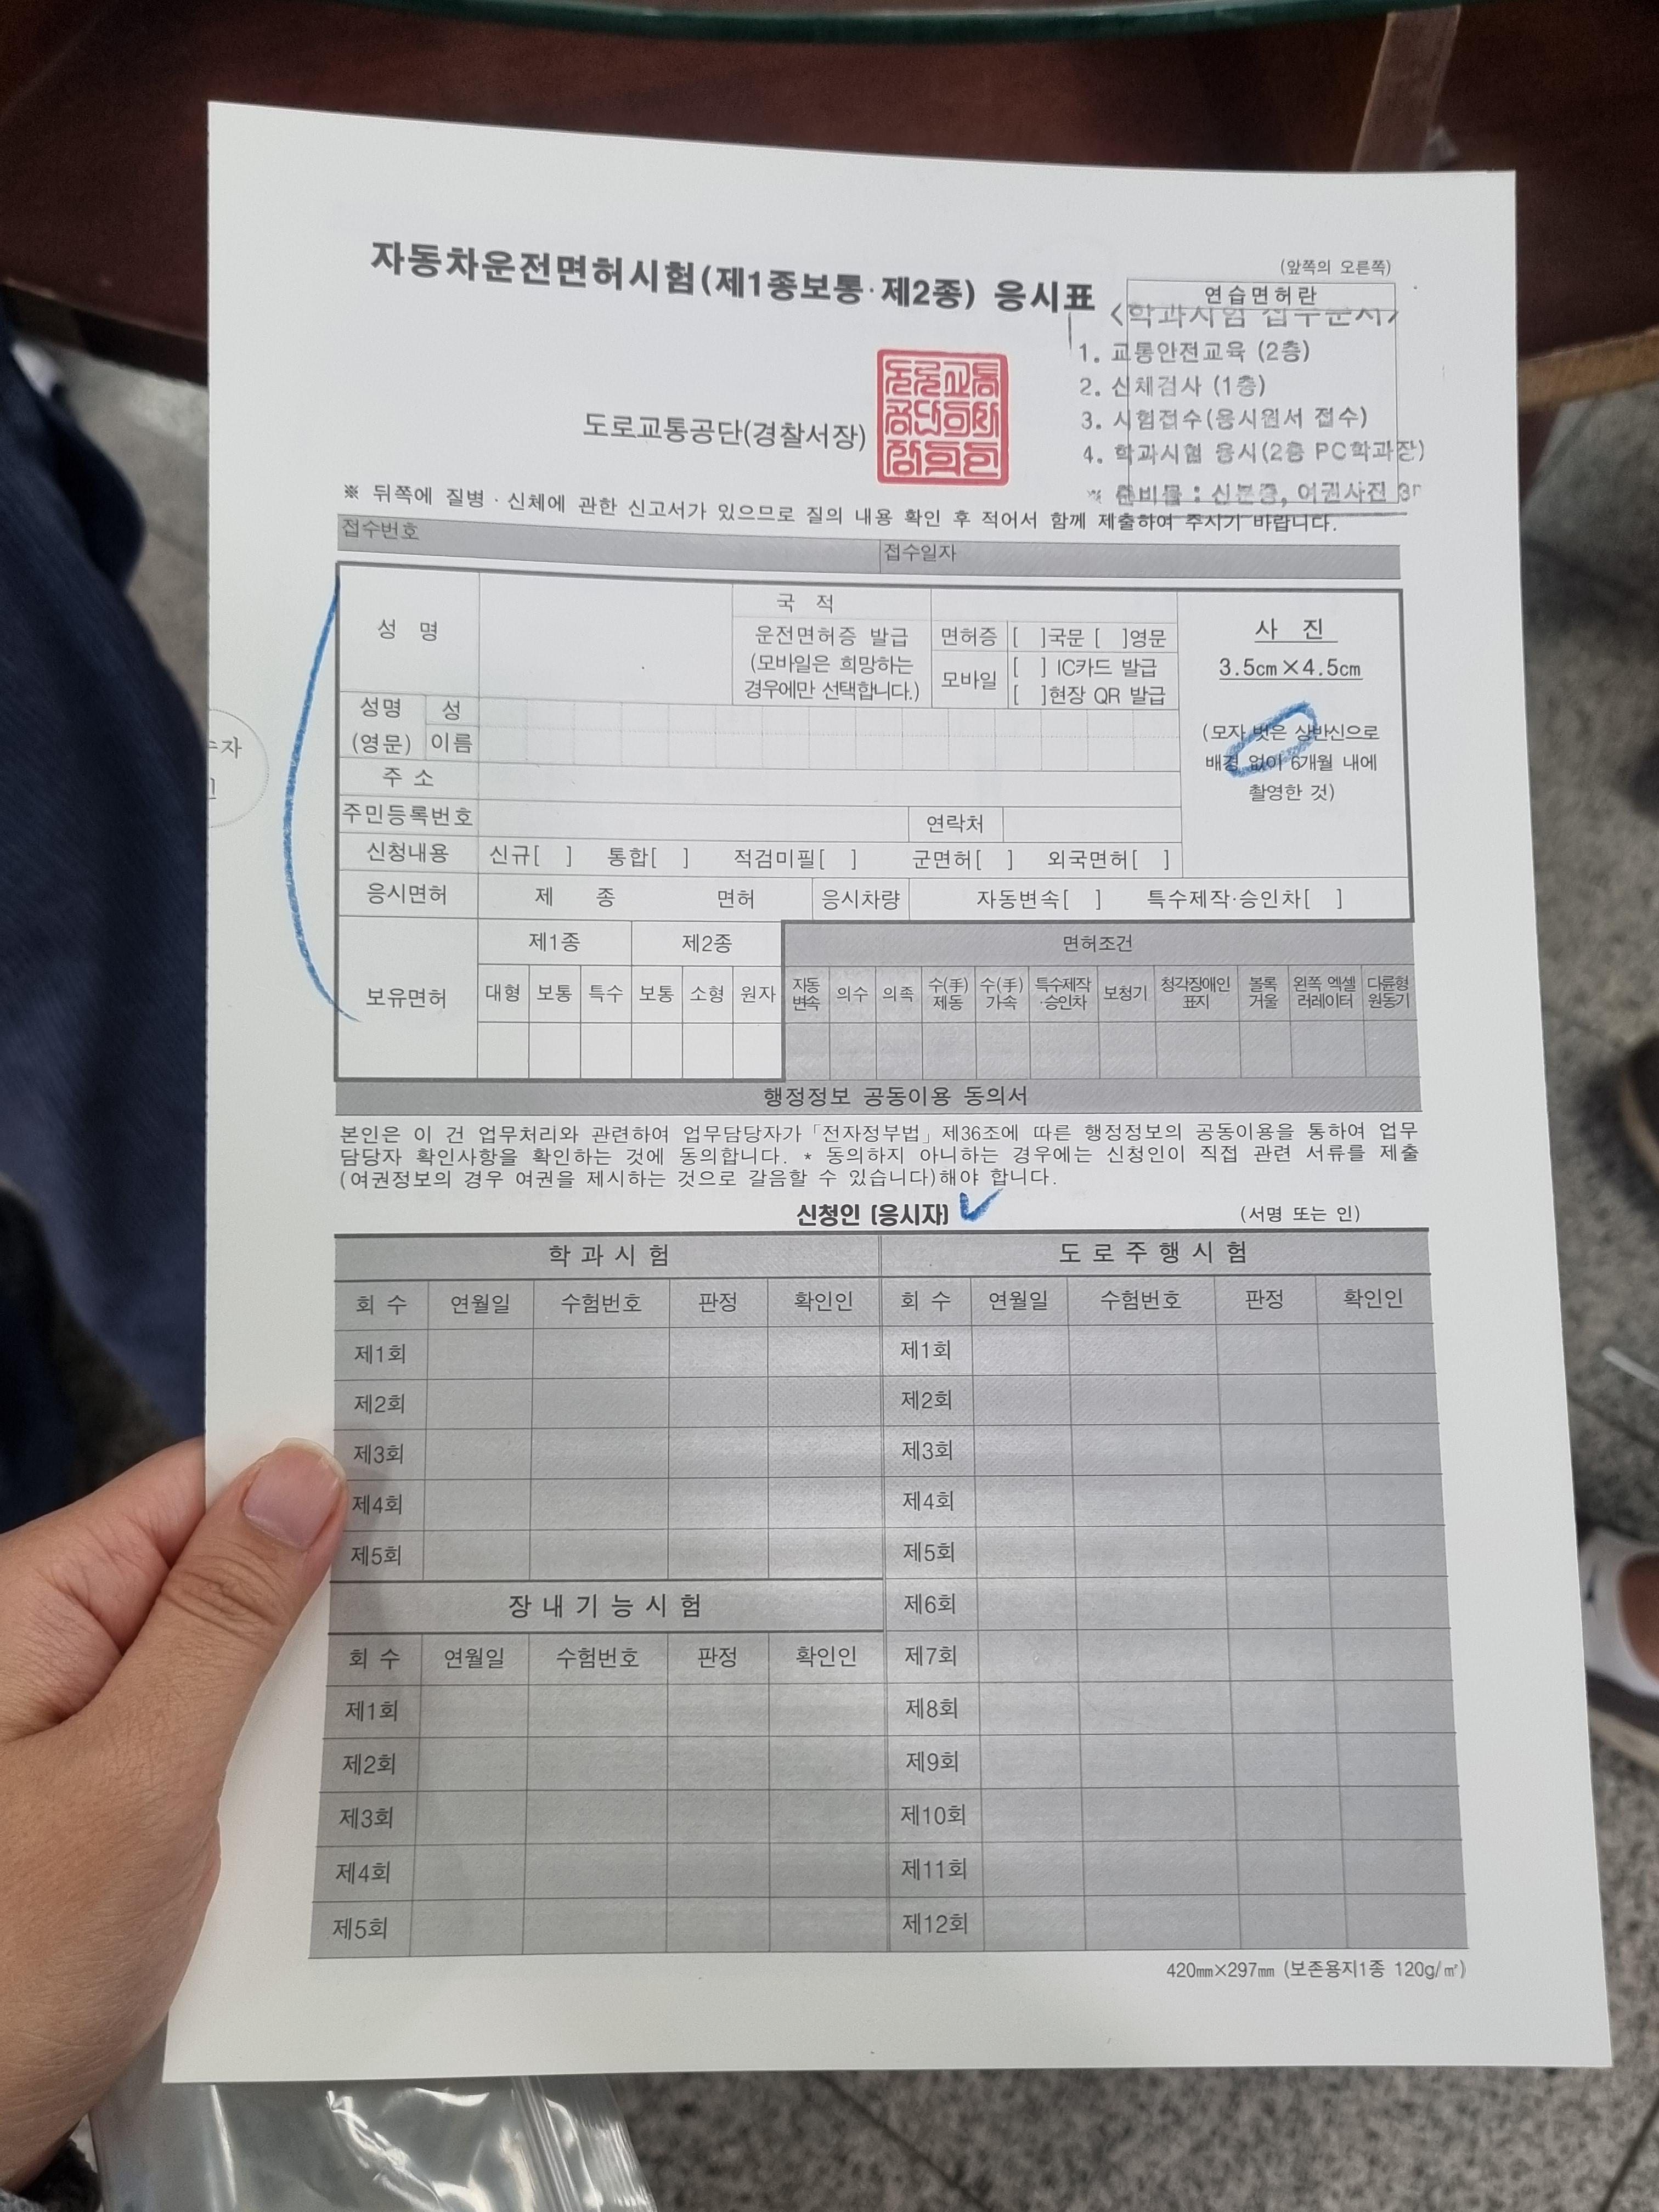 (앞쪽의 오른쪽)
자동차운전면허시험(제1종보통·제2종) 응시표
연습면허란
<학과시험 접수순서>
1. 교통안전교육 (2층)
2. 신체검사 (1층)
3. 시험접수(응시원서 접수)
4. 학과시험 응시(2층 PC학과장)
※ 준비물 : 신분증, 여권사진
도로교통공단(경찰서장)
※ 뒤쪽에 질병·신체에 관한 신고서가 있으므로 질의 내용 확인 후 적어서 함께 제출하여 주시기 바랍니다.
접수번호 접수일자
성 명 국 적
운전면허증 발급 (모바일은 희망하는 경우에만 선택합니다.)
면허증 [ ]국문 [ ]영문
모바일 [ ] IC카드 발급
[ ]현장 QR 발급
사 진
3.5cm×4.5cm
(모자 벗은 상반신으로
배경 없이 6개월 내에
촬영한 것)
성명 성
(영문) 이름
주 소
주민등록번호 연락처
신청내용 신규[ ] 통합[ ] 적검미필[ ] 군면허[ ] 외국면허[ ]
응시면허 제 종 면허 응시차량 자동변속[ ] 특수제작·승인차[ ]
보유면허 제1종 제2종 면허조건
대형 보통 특수 보통 소형 원자 자동변속 의수 의족 수(手)제동 수(手)가속 특수제작·승인차 보청기 청각장애인표지 볼록거울 왼쪽 엑셀러레이터 다륜형원동기
행정정보 공동이용 동의서
본인은 이 건 업무처리와 관련하여 업무담당자가「전자정부법」제36조에 따른 행정정보의 공동이용을 통하여 업무
담당자 확인사항을 확인하는 것에 동의합니다. * 동의하지 아니하는 경우에는 신청인이 직접 관련 서류를 제출
(여권정보의 경우 여권을 제시하는 것으로 갈음할 수 있습니다)해야 합니다.
신청인 (응시자) (서명 또는 인)
학과시험 도로주행시험
회 수 연월일 수험번호 판정 확인인 회 수 연월일 수험번호 판정 확인인
제1회 제1회
제2회 제2회
제3회 제3회
제4회 제4회
제5회 제5회
장내기능시험 제6회
회 수 연월일 수험번호 판정 확인인 제7회
제1회 제8회
제2회 제9회
제3회 제10회
제4회 제11회
제5회 제12회
420㎜×297㎜ (보존용지1종 120g/㎡)